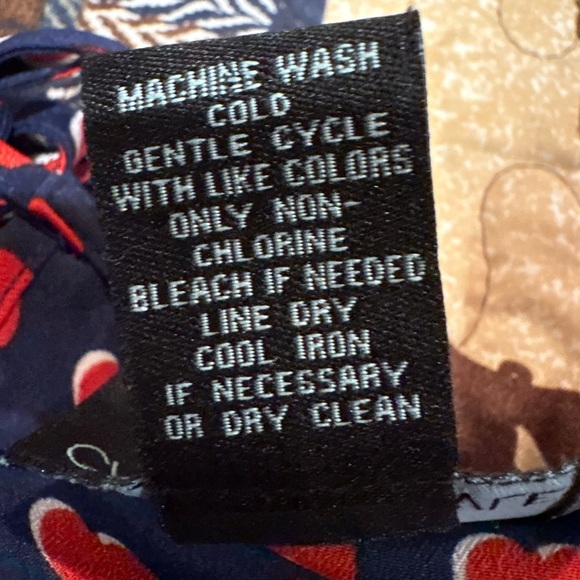 MACHINE WASH
COLD
GENTLE CYCLE
WITH LIKE COLORS
ONLY NON-
CHLORINE
BLEACH IF NEEDED
LINE DRY
COOL IRON
IF NECESSARY
OR DRY CLEAN